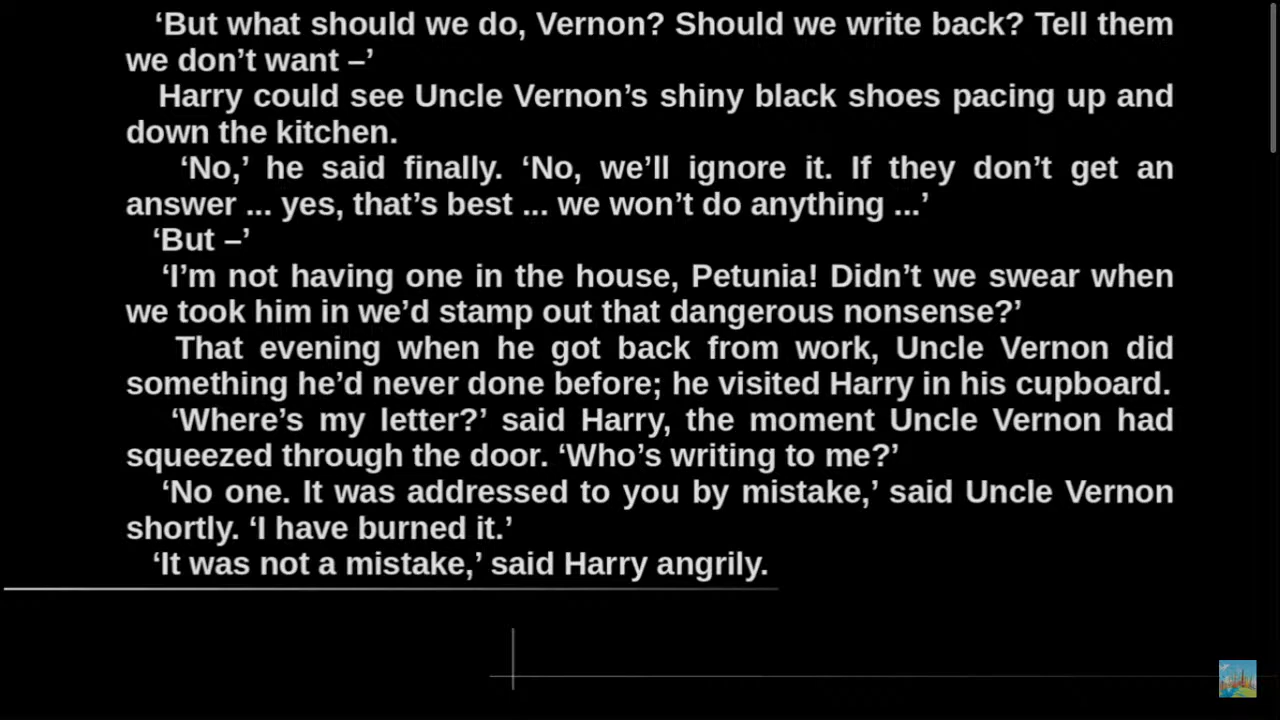 ‘But what should we do, Vernon? Should we write back? Tell them
we don’t want –’
Harry could see Uncle Vernon’s shiny black shoes pacing up and
down the kitchen.
‘No,’ he said finally. ‘No, we’ll ignore it. If they don’t get an
answer ... yes, that’s best ... we won’t do anything ...’
‘But –’
‘I’m not having one in the house, Petunia! Didn’t we swear when
we took him in we’d stamp out that dangerous nonsense?’
That evening when he got back from work, Uncle Vernon did
something he’d never done before; he visited Harry in his cupboard.
‘Where’s my letter?’ said Harry, the moment Uncle Vernon had
squeezed through the door. ‘Who’s writing to me?’
‘No one. It was addressed to you by mistake,’ said Uncle Vernon
shortly. ‘I have burned it.’
‘It was not a mistake,’ said Harry angrily.